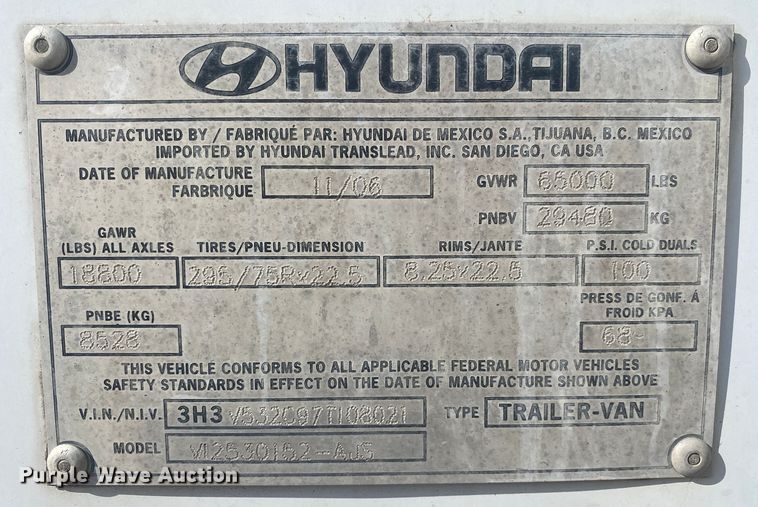 HYUNDAI
MANUFACTURED BY / FABRIQUÉ PAR: HYUNDAI DE MEXICO S.A., TIJUANA, B.C. MEXICO
IMPORTED BY HYUNDAI TRANSLEAD, INC. SAN DIEGO, CA USA
DATE OF MANUFACTURE
FARBRIQUE
11/06
GVWR 65000 LBS
PNBV 29480 KG
GAWR
(LBS) ALL AXLES
18800
TIRES/PNEU-DIMENSION
295/75Rx22.5
RIMS/JANTE
8.25x22.5
P.S.I. COLD DUALS
100
PNBE (KG)
8528
PRESS DE GONF. Á
FROID KPA
68-
THIS VEHICLE CONFORMS TO ALL APPLICABLE FEDERAL MOTOR VEHICLES
SAFETY STANDARDS IN EFFECT ON THE DATE OF MANUFACTURE SHOWN ABOVE
V.I.N./N.I.V. 3H3 V532C97T108021 TYPE TRAILER-VAN
MODEL VI2530152-AJS
Purple Wave Auction